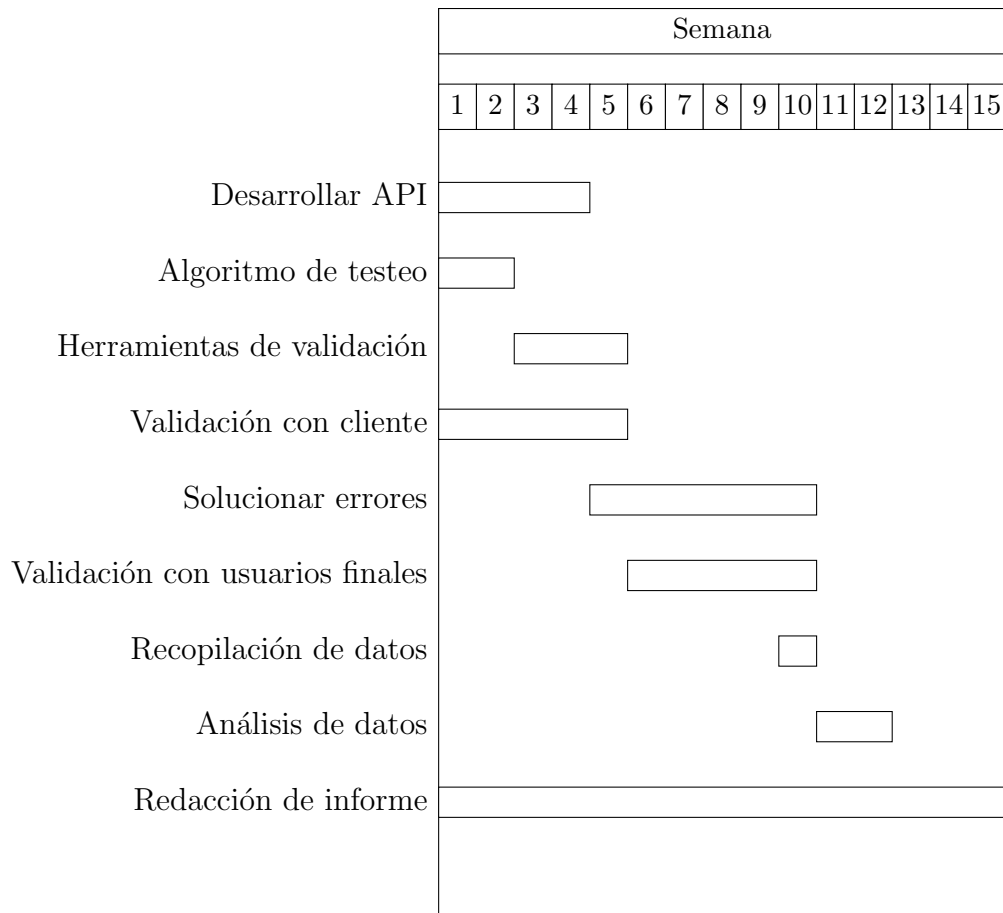 Semana
1 2 3 4 5 6 7 8 9 10 11 12 13 14 15
Desarrollar API
Algoritmo de testeo
Herramientas de validación
Validación con cliente
Solucionar errores
Validación con usuarios finales
Recopilación de datos
Análisis de datos
Redacción de informe